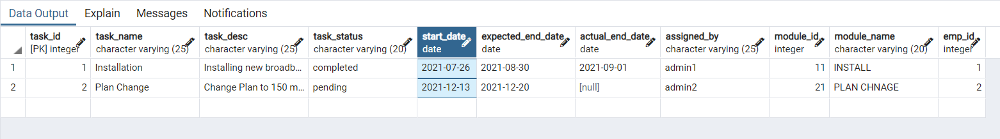 Data Output Explain Messages Notifications
task_id task_name task_desc task_status start_date expected_end_date actual_end_date assigned_by module_id module_name emp_id
[PK] integer character varying (25) character varying (25) character varying (20) date date date character varying (25) integer character varying (20) integer
1 1 Installation Installing new broadb... completed 2021-07-26 2021-08-30 2021-09-01 admin1 11 INSTALL 1
2 2 Plan Change Change Plan to 150 m... pending 2021-12-13 2021-12-20 [null] admin2 21 PLAN CHNAGE 2